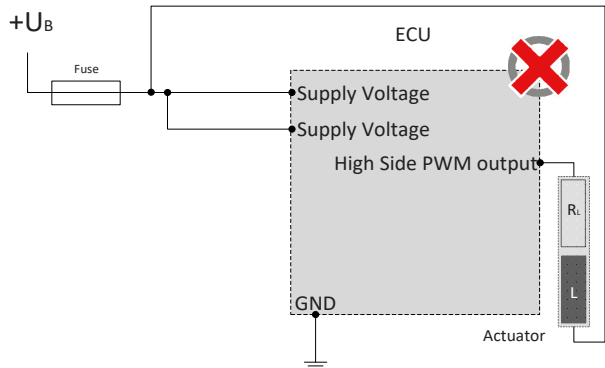 +UB
Fuse
ECU
Supply Voltage
Supply Voltage
High Side PWM output
RL
L
GND
Actuator